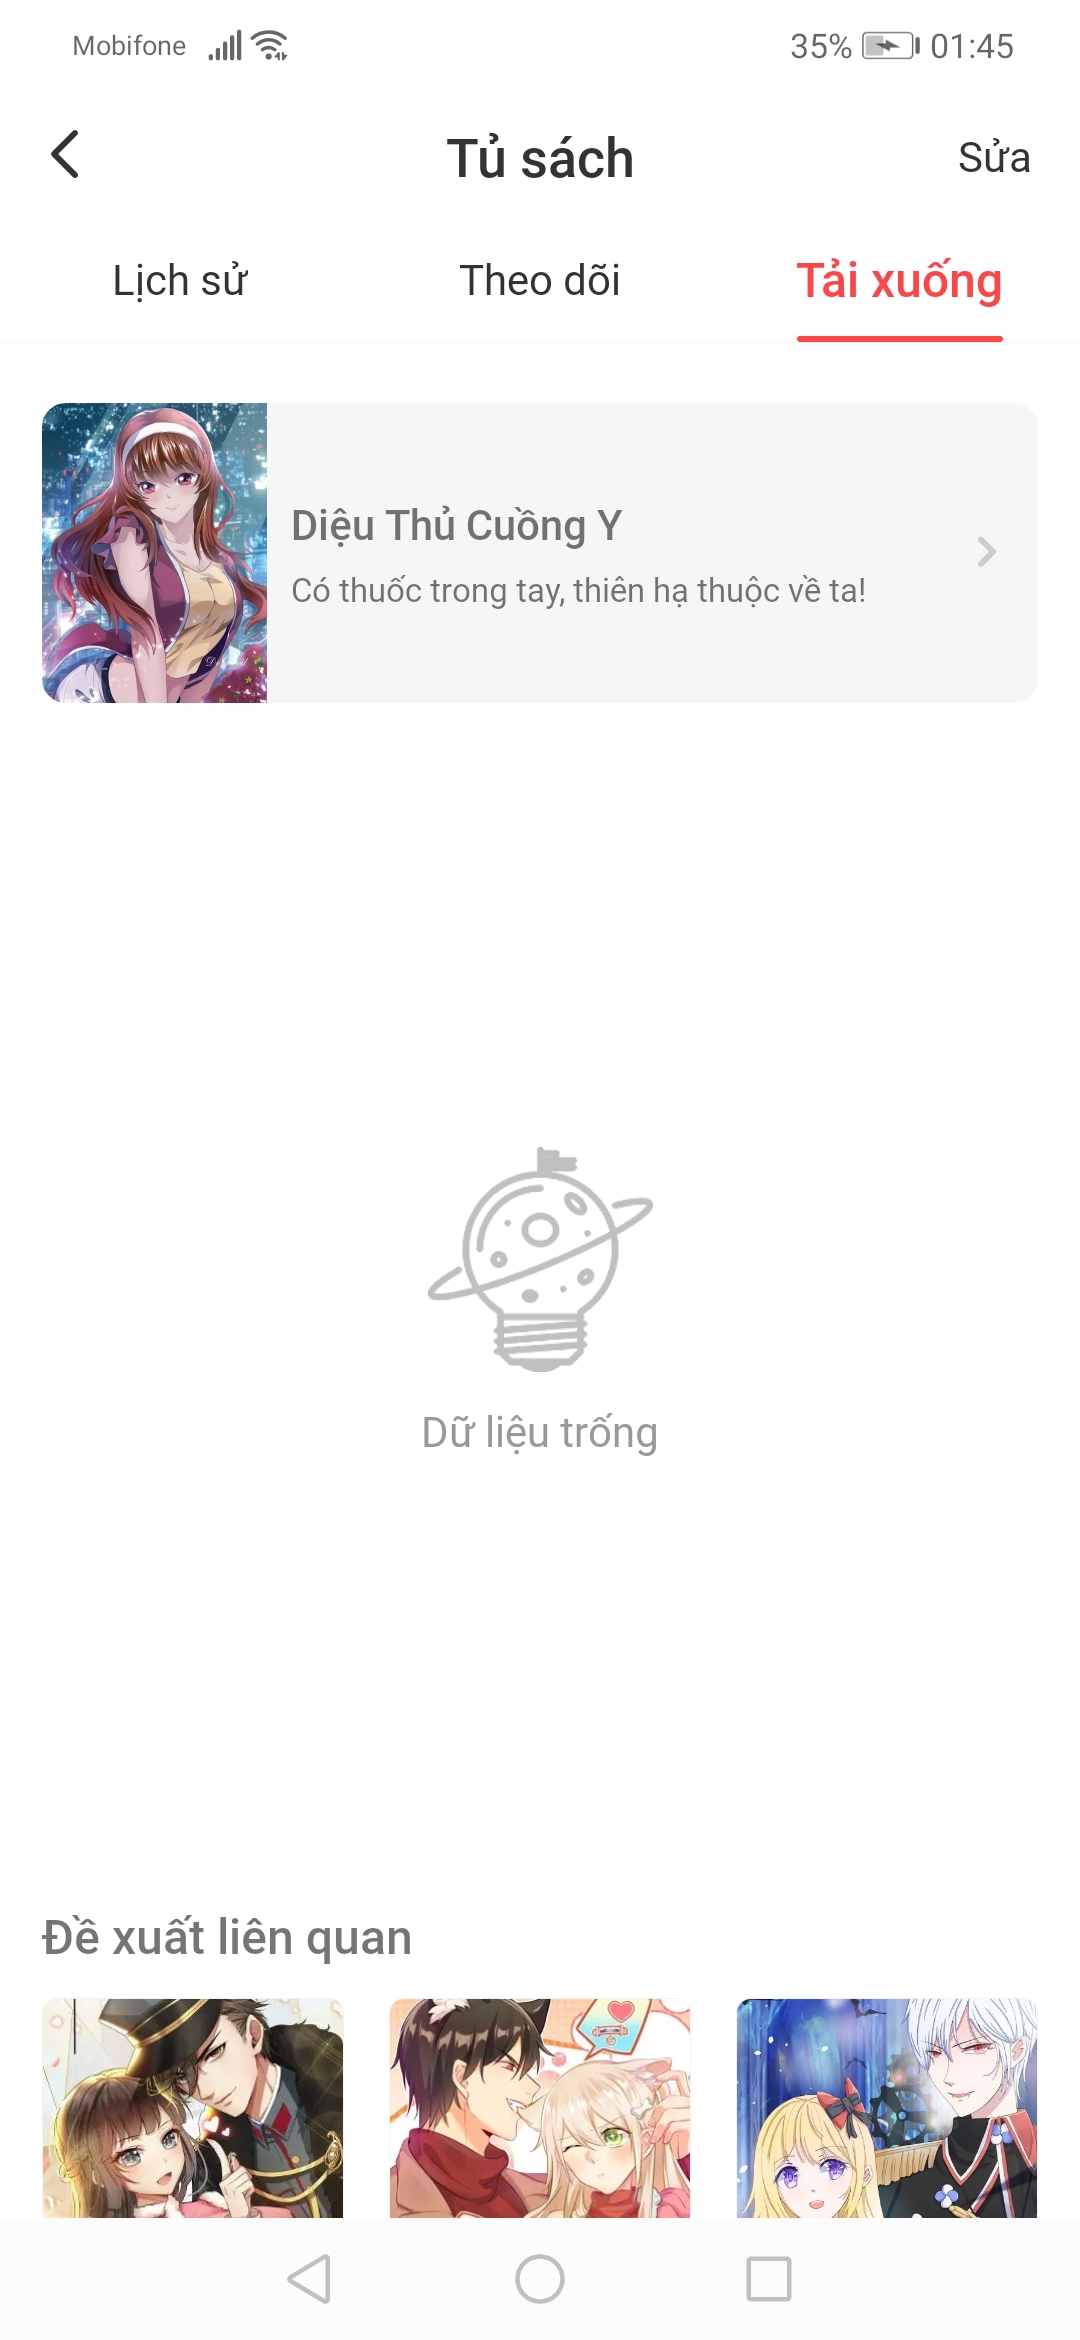 Mobifone
35%
01:45
Tủ sách
Sửa
Lịch sử
Theo dõi
Tải xuống
Diệu Thủ Cuồng Y
Có thuốc trong tay, thiên hạ thuộc về ta!
Dữ liệu trống
Đề xuất liên quan